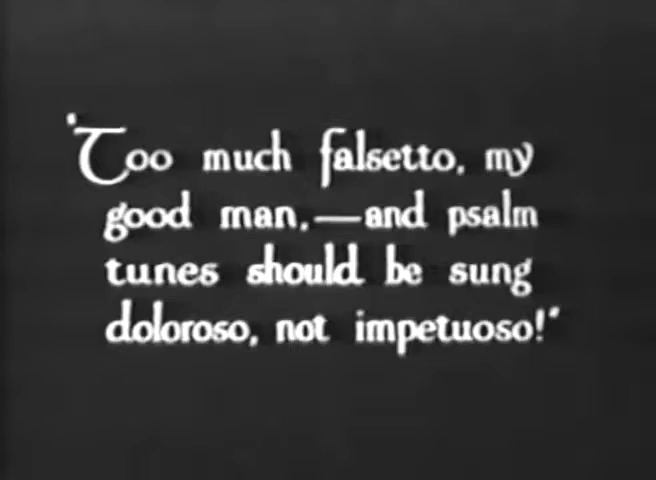 "Too much falsetto, my
good man,—and psalm
tunes should be sung
doloroso, not impetuoso!"